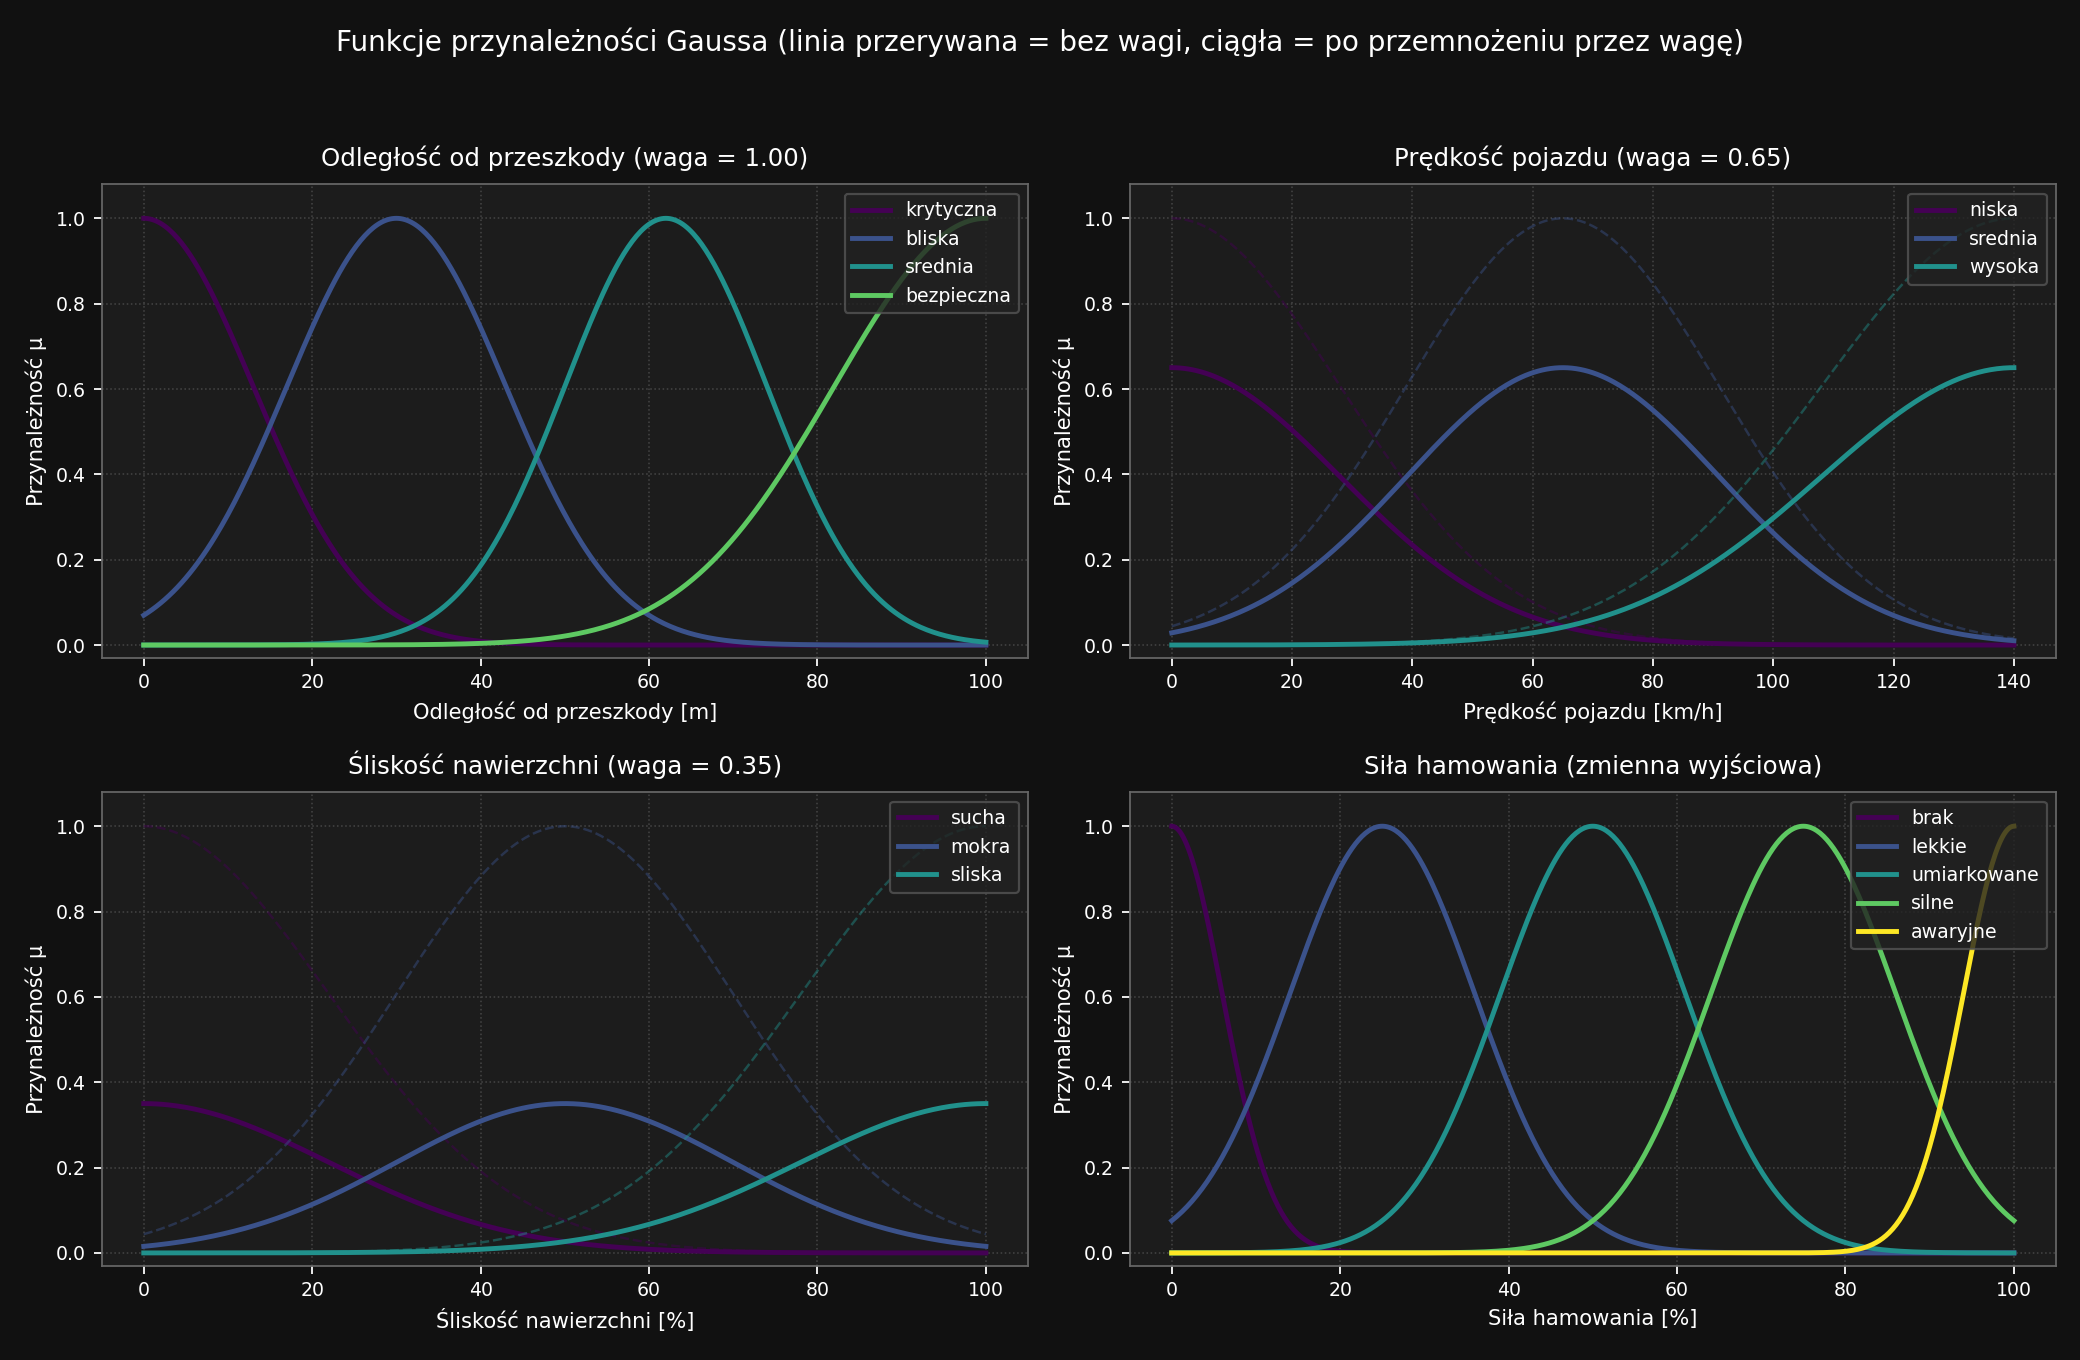 Funkcje przynależności Gaussa (linia przerywana = bez wagi, ciągła = po przemnożeniu przez wagę)
Odległość od przeszkody (waga = 1.00)
Przynależność μ
1.0
0.8
0.6
0.4
0.2
0.0
krytyczna
bliska
srednia
bezpieczna
0 20 40 60 80 100
Odległość od przeszkody [m]
Prędkość pojazdu (waga = 0.65)
Przynależność μ
1.0
0.8
0.6
0.4
0.2
0.0
niska
srednia
wysoka
0 20 40 60 80 100 120 140
Prędkość pojazdu [km/h]
Śliskość nawierzchni (waga = 0.35)
Przynależność μ
1.0
0.8
0.6
0.4
0.2
0.0
sucha
mokra
sliska
0 20 40 60 80 100
Śliskość nawierzchni [%]
Siła hamowania (zmienna wyjściowa)
Przynależność μ
1.0
0.8
0.6
0.4
0.2
0.0
brak
lekkie
umiarkowane
silne
awaryjne
0 20 40 60 80 100
Siła hamowania [%]